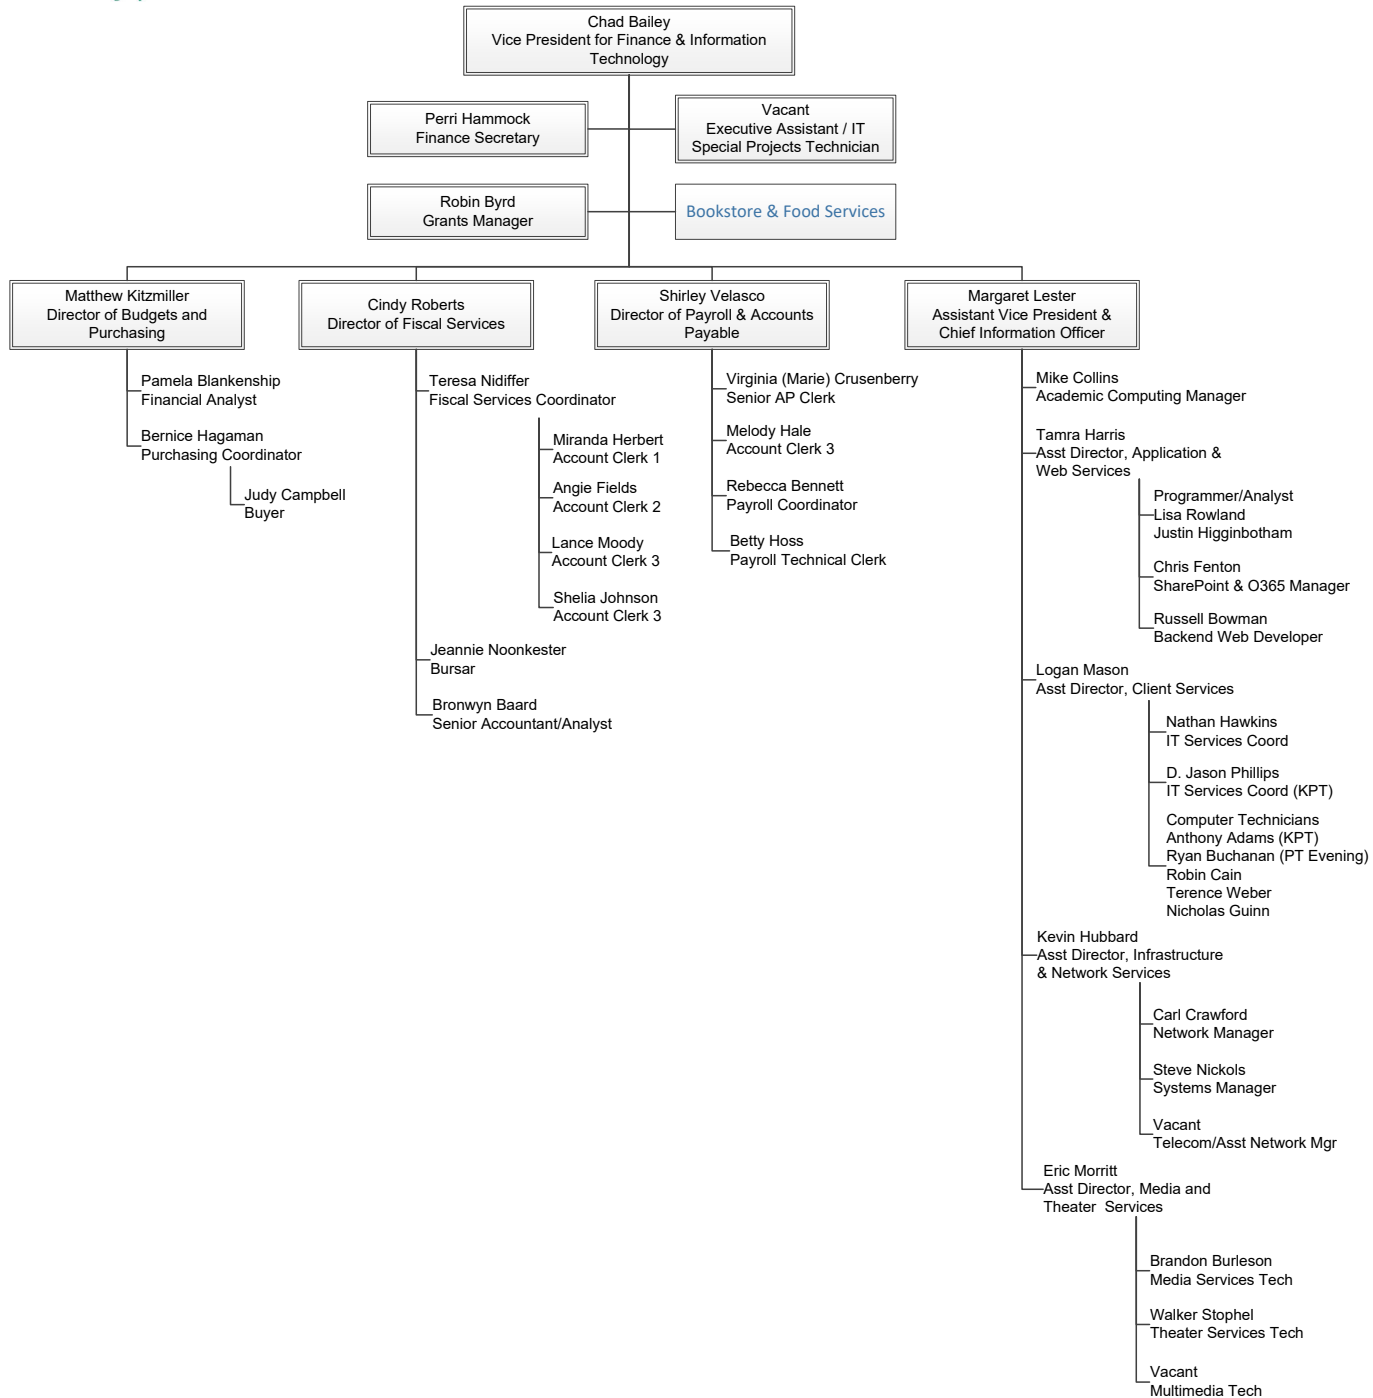 Chad Bailey
Vice President for Finance & Information
Technology
Perri Hammock
Finance Secretary
Vacant
Executive Assistant / IT
Special Projects Technician
Robin Byrd
Grants Manager
Bookstore & Food Services
Matthew Kitzmiller
Director of Budgets and
Purchasing
Pamela Blankenship
Financial Analyst
Bernice Hagaman
Purchasing Coordinator
Judy Campbell
Buyer
Cindy Roberts
Director of Fiscal Services
Teresa Nidiffer
Fiscal Services Coordinator
Miranda Herbert
Account Clerk 1
Angie Fields
Account Clerk 2
Lance Moody
Account Clerk 3
Shelia Johnson
Account Clerk 3
Jeannie Noonkester
Bursar
Bronwyn Baard
Senior Accountant/Analyst
Shirley Velasco
Director of Payroll & Accounts
Payable
Virginia (Marie) Crusenberry
Senior AP Clerk
Melody Hale
Account Clerk 3
Rebecca Bennett
Payroll Coordinator
Betty Hoss
Payroll Technical Clerk
Margaret Lester
Assistant Vice President &
Chief Information Officer
Mike Collins
Academic Computing Manager
Tamra Harris
Asst Director, Application &
Web Services
Programmer/Analyst
Lisa Rowland
Justin Higginbotham
Chris Fenton
SharePoint & O365 Manager
Russell Bowman
Backend Web Developer
Logan Mason
Asst Director, Client Services
Nathan Hawkins
IT Services Coord
D. Jason Phillips
IT Services Coord (KPT)
Computer Technicians
Anthony Adams (KPT)
Ryan Buchanan (PT Evening)
Robin Cain
Terence Weber
Nicholas Guinn
Kevin Hubbard
Asst Director, Infrastructure
& Network Services
Carl Crawford
Network Manager
Steve Nickols
Systems Manager
Vacant
Telecom/Asst Network Mgr
Eric Morritt
Asst Director, Media and
Theater Services
Brandon Burleson
Media Services Tech
Walker Stophel
Theater Services Tech
Vacant
Multimedia Tech